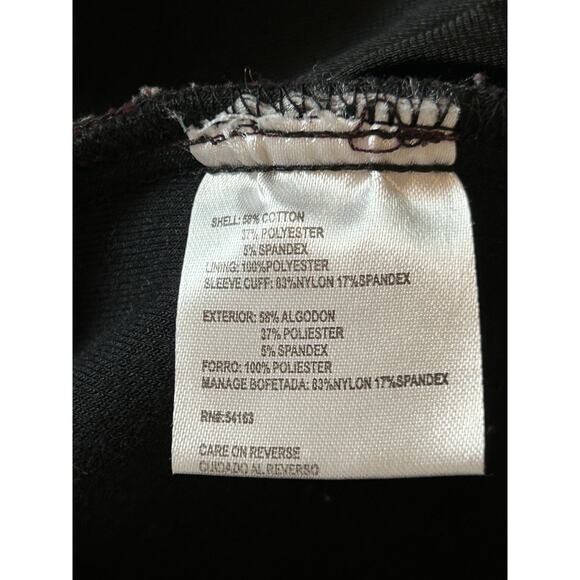 SHELL: 58% COTTON
37% POLYESTER
5% SPANDEX
LINING: 100%POLYESTER
SLEEVE CUFF: 83%NYLON 17%SPANDEX
EXTERIOR: 58% ALGODON
37% POLIESTER
5% SPANDEX
FORRO: 100% POLIESTER
MANAGE BOFETADA: 83%NYLON 17%SPANDEX
RN#:54163
CARE ON REVERSE
CUIDADO AL REVERSO